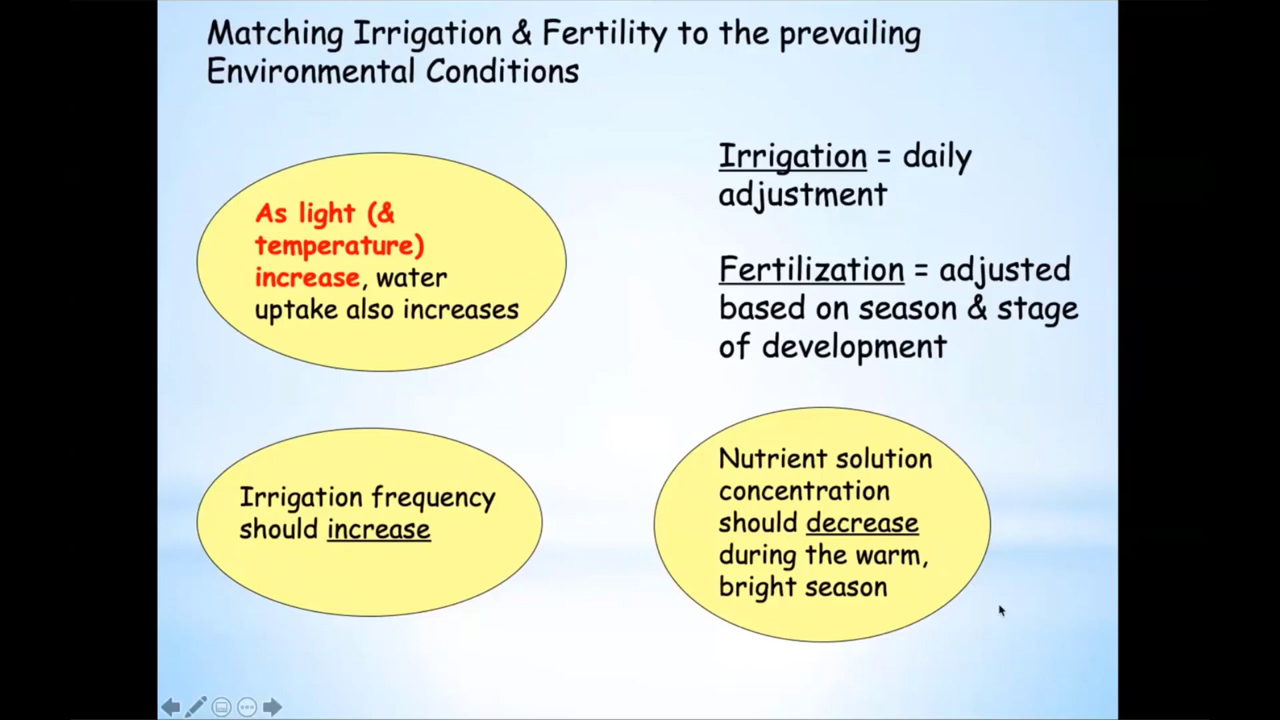 Matching Irrigation & Fertility to the prevailing
Environmental Conditions
As light (&
temperature)
increase, water
uptake also increases
Irrigation = daily
adjustment
Fertilization = adjusted
based on season & stage
of development
Irrigation frequency
should increase
Nutrient solution
concentration
should decrease
during the warm,
bright season